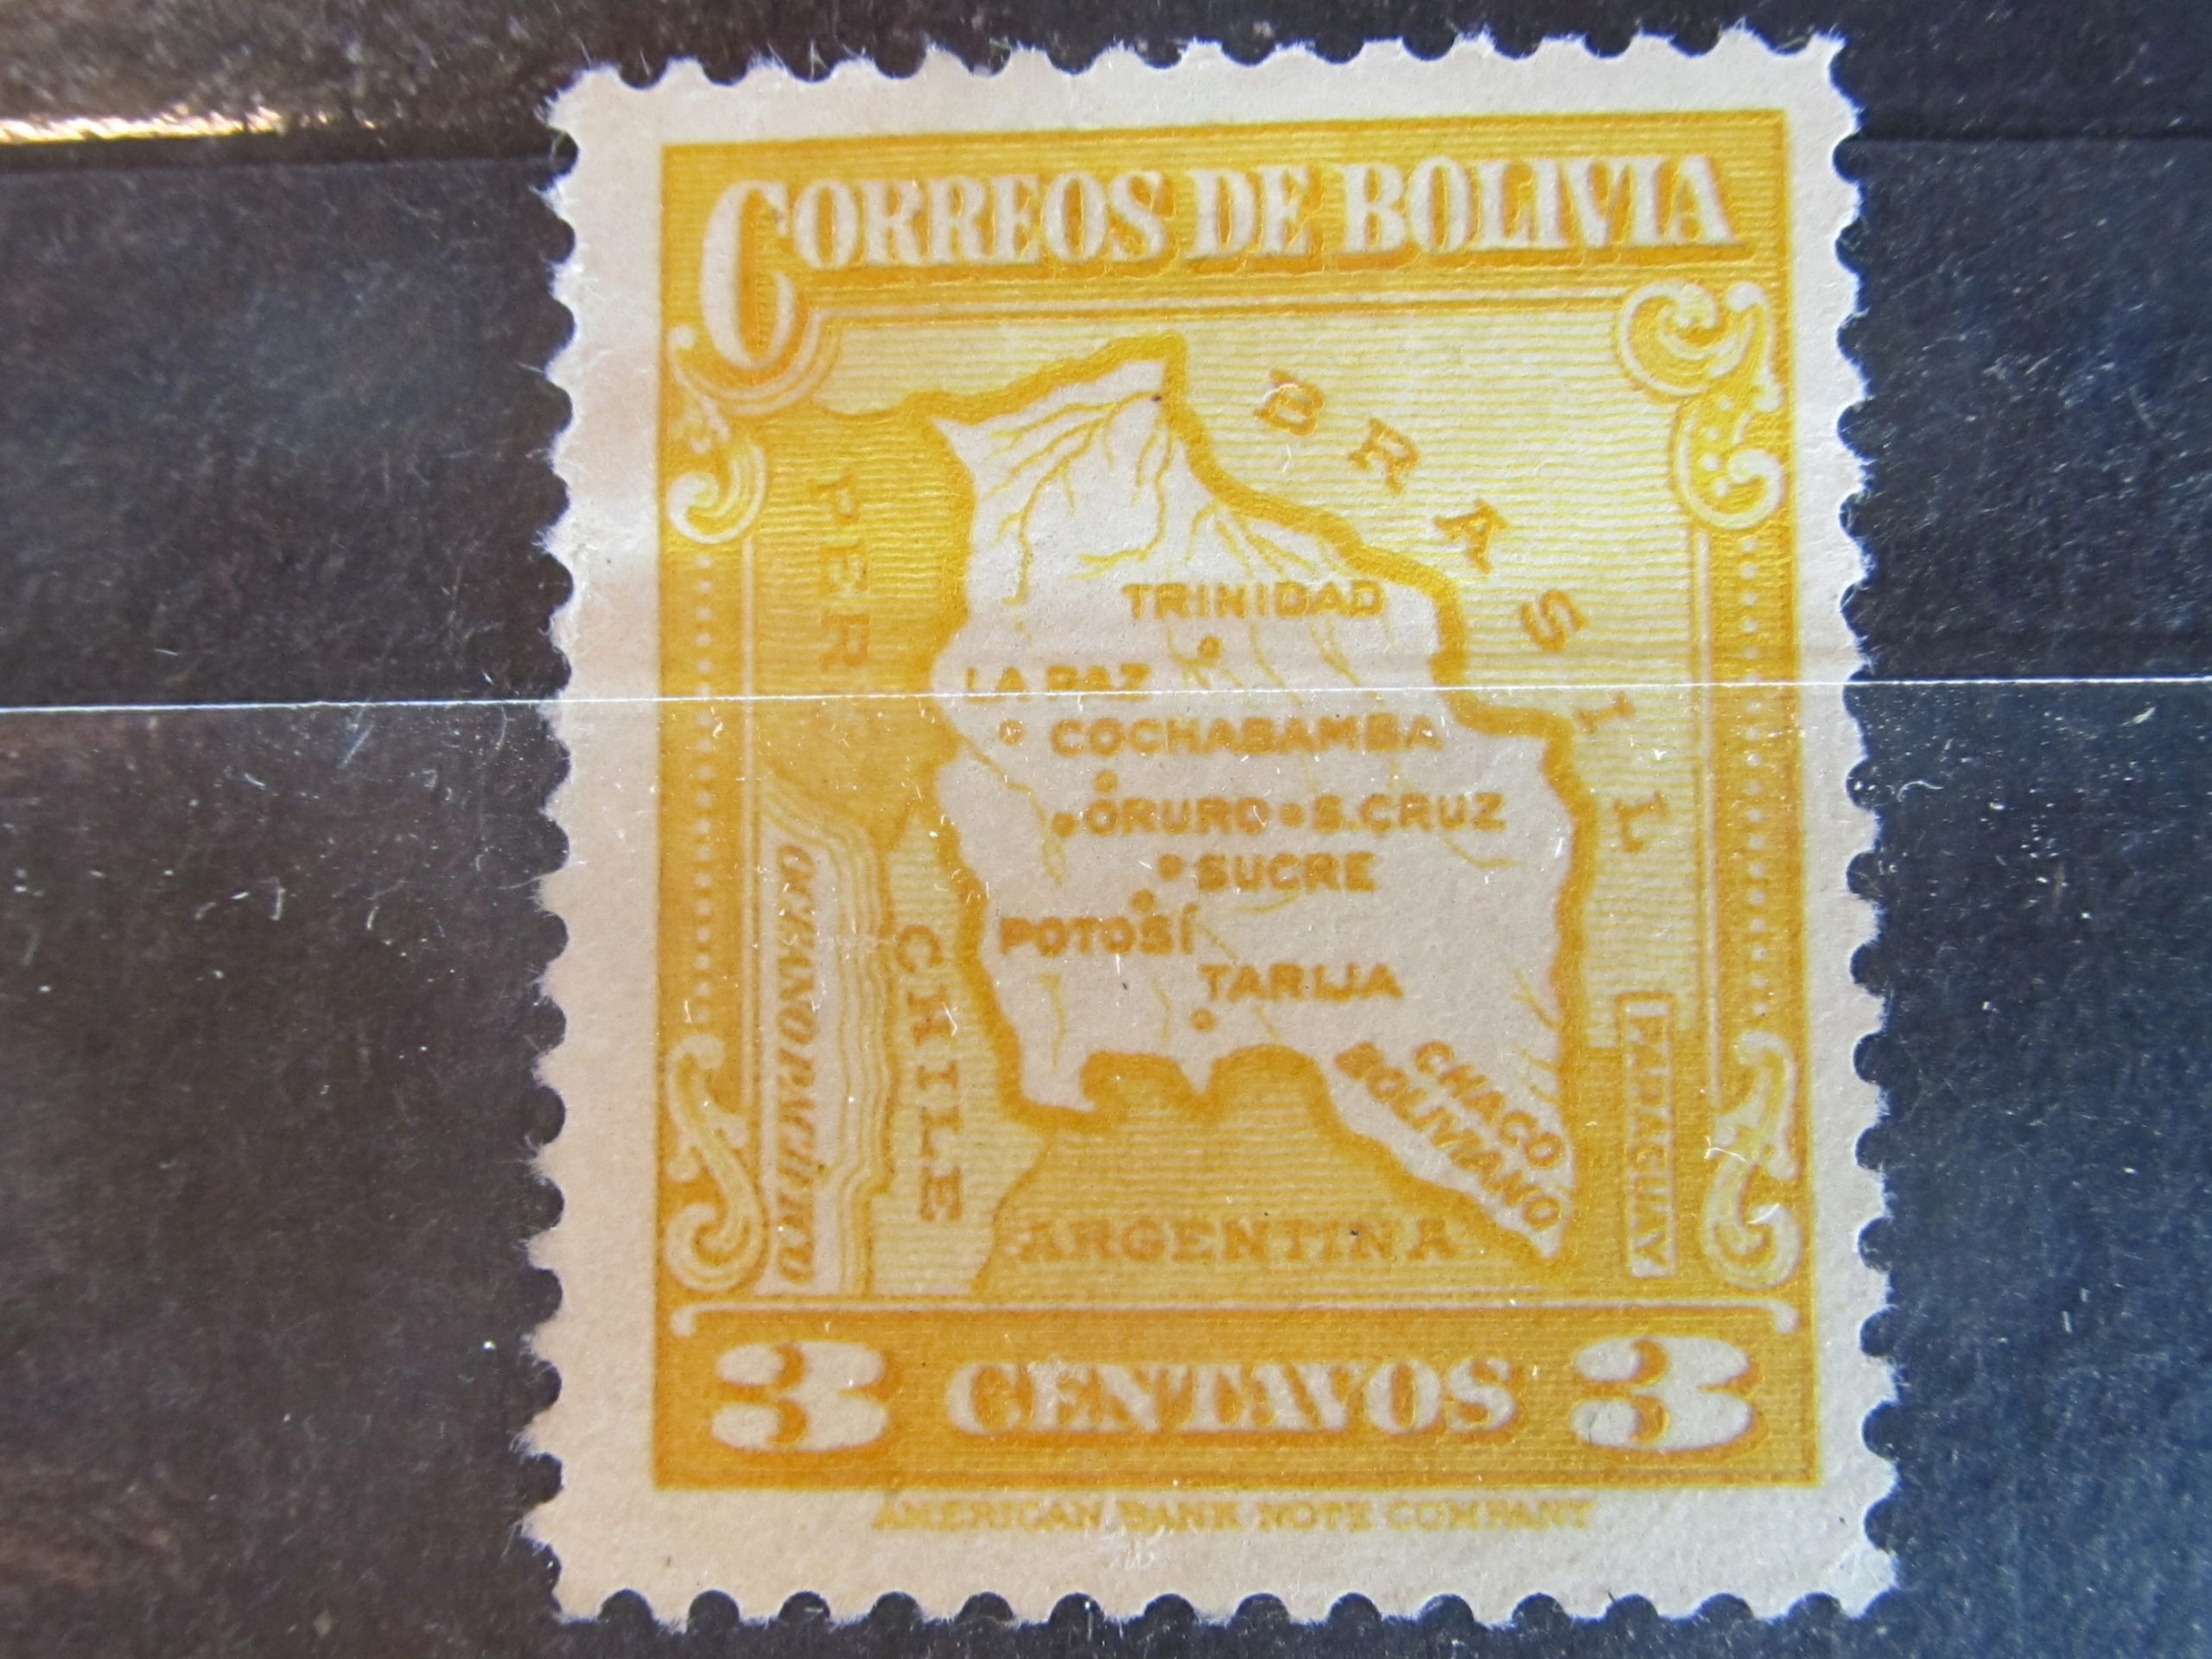 CORREOS DE BOLIVIA
BRASIL
PERU
TRINIDAD
LA PAZ
COCHABAMBA
ORURO
S. CRUZ
SUCRE
POTOSÍ
TARIJA
CHACO
BOLIVIANO
OCEANO PACIFICO
CHILE
PARAGUAY
ARGENTINA
3 CENTAVOS 3
AMERICAN BANK NOTE COMPANY